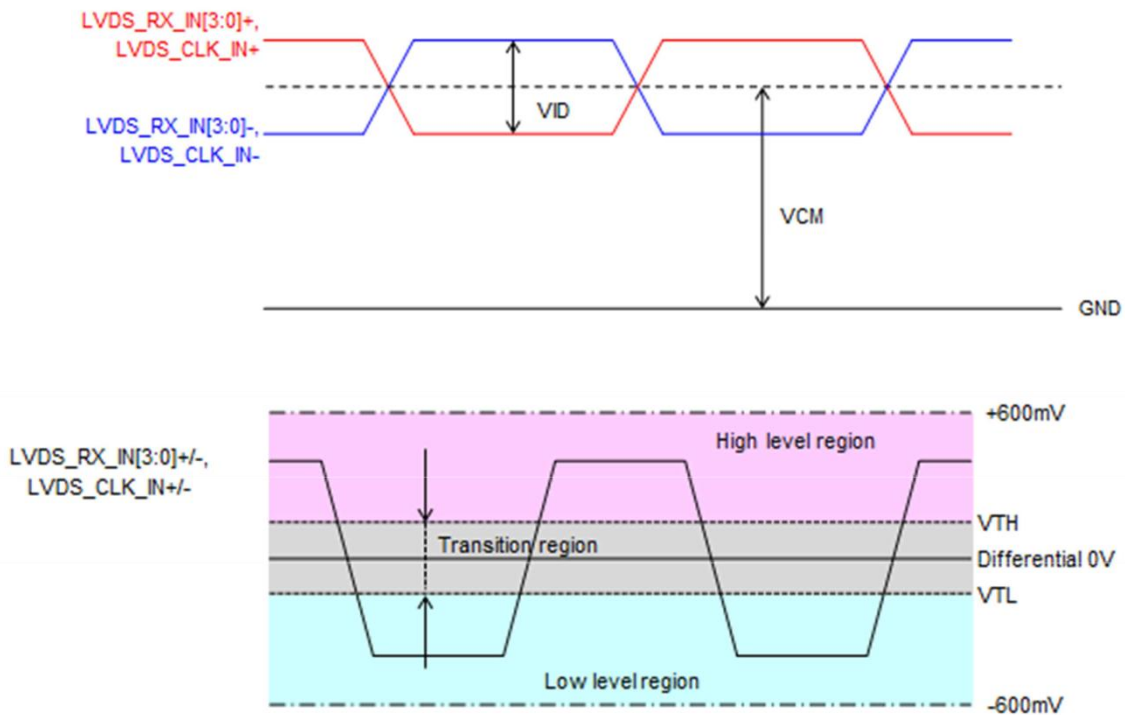 LVDS_RX_IN[3:0]+,
LVDS_CLK_IN+
VID
LVDS_RX_IN[3:0]-,
LVDS_CLK_IN-
VCM
GND
+600mV
High level region
LVDS_RX_IN[3:0]+/-,
LVDS_CLK_IN+/-
VTH
Transition region
Differential 0V
VTL
Low level region
-600mV